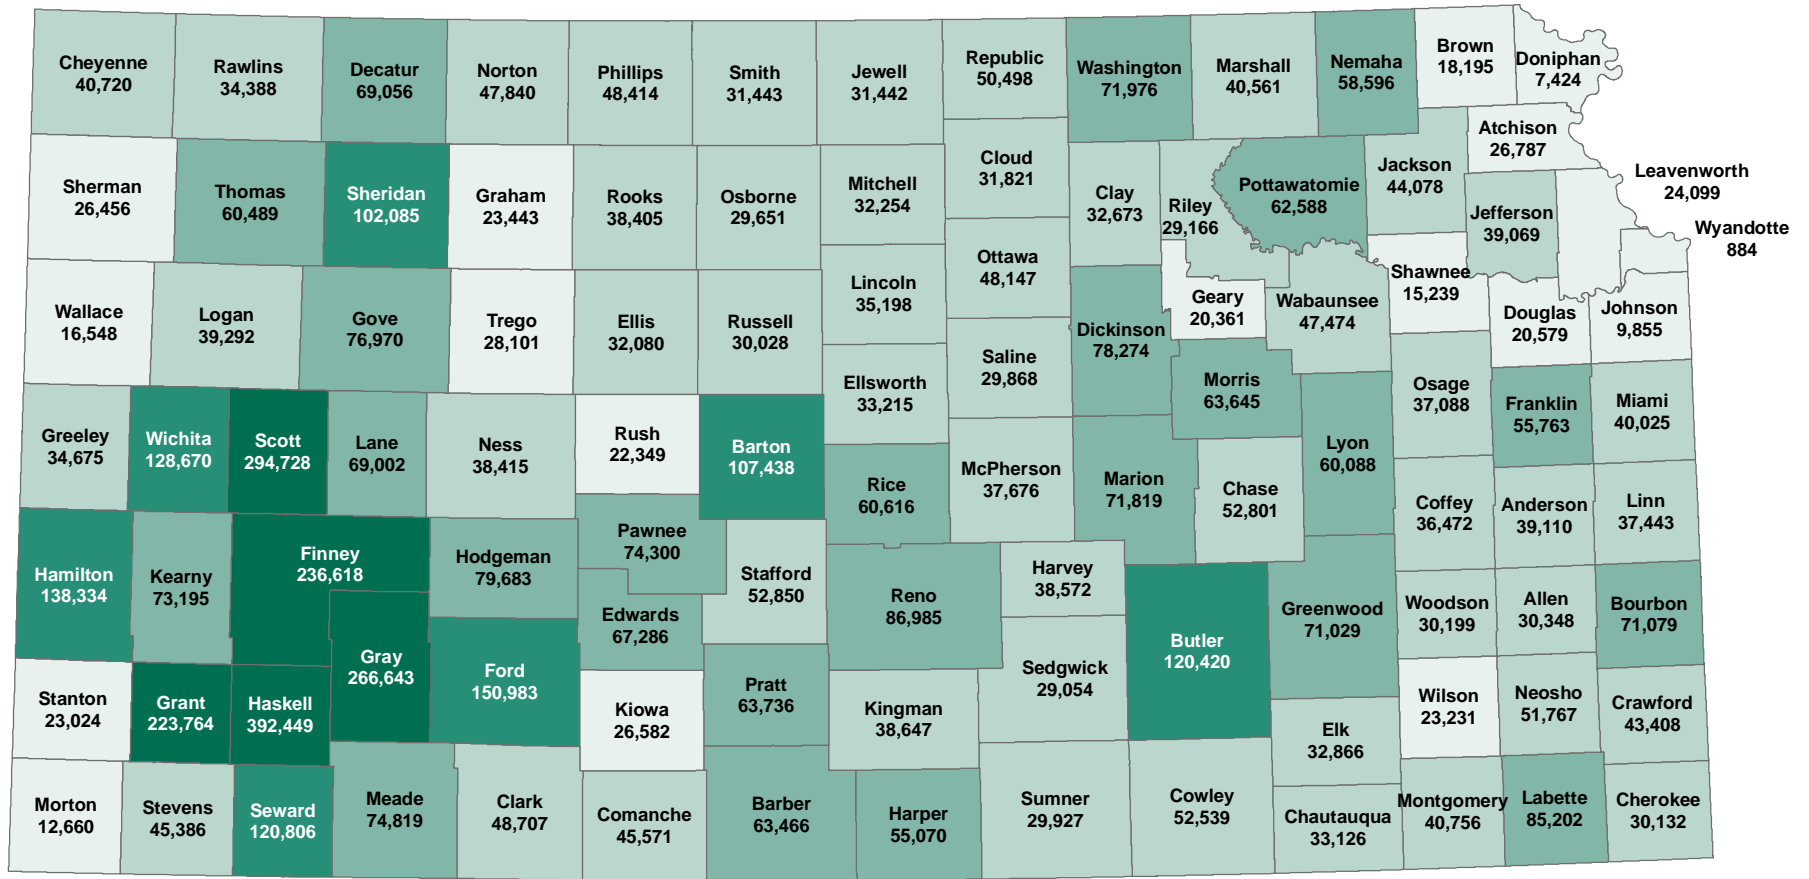 Cheyenne
40,720
Rawlins
34,388
Decatur
69,056
Norton
47,840
Phillips
48,414
Smith
31,443
Jewell
31,442
Republic
50,498
Washington
71,976
Marshall
40,561
Nemaha
58,596
Brown
18,195
Doniphan
7,424
Atchison
26,787
Sherman
26,456
Thomas
60,489
Sheridan
102,085
Graham
23,443
Rooks
38,405
Osborne
29,651
Mitchell
32,254
Cloud
31,821
Clay
32,673
Riley
29,166
Pottawatomie
62,588
Jackson
44,078
Jefferson
39,069
Leavenworth
24,099
Wyandotte
884
Wallace
16,548
Logan
39,292
Gove
76,970
Trego
28,101
Ellis
32,080
Russell
30,028
Lincoln
35,198
Ottawa
48,147
Saline
29,868
Dickinson
78,274
Geary
20,361
Wabaunsee
47,474
Shawnee
15,239
Douglas
20,579
Johnson
9,855
Greeley
34,675
Wichita
128,670
Scott
294,728
Lane
69,002
Ness
38,415
Rush
22,349
Barton
107,438
Ellsworth
33,215
Rice
60,616
McPherson
37,676
Marion
71,819
Morris
63,645
Chase
52,801
Lyon
60,088
Osage
37,088
Franklin
55,763
Miami
40,025
Coffey
36,472
Anderson
39,110
Linn
37,443
Hamilton
138,334
Kearny
73,195
Finney
236,618
Hodgeman
79,683
Pawnee
74,300
Edwards
67,286
Stafford
52,850
Reno
86,985
Harvey
38,572
Sedgwick
29,054
Butler
120,420
Greenwood
71,029
Woodson
30,199
Allen
30,348
Bourbon
71,079
Stanton
23,024
Grant
223,764
Haskell
392,449
Gray
266,643
Ford
150,983
Kiowa
26,582
Pratt
63,736
Kingman
38,647
Elk
32,866
Wilson
23,231
Neosho
51,767
Crawford
43,408
Morton
12,660
Stevens
45,386
Seward
120,806
Meade
74,819
Clark
48,707
Comanche
45,571
Barber
63,466
Harper
55,070
Sumner
29,927
Cowley
52,539
Chautauqua
33,126
Montgomery
40,756
Labette
85,202
Cherokee
30,132